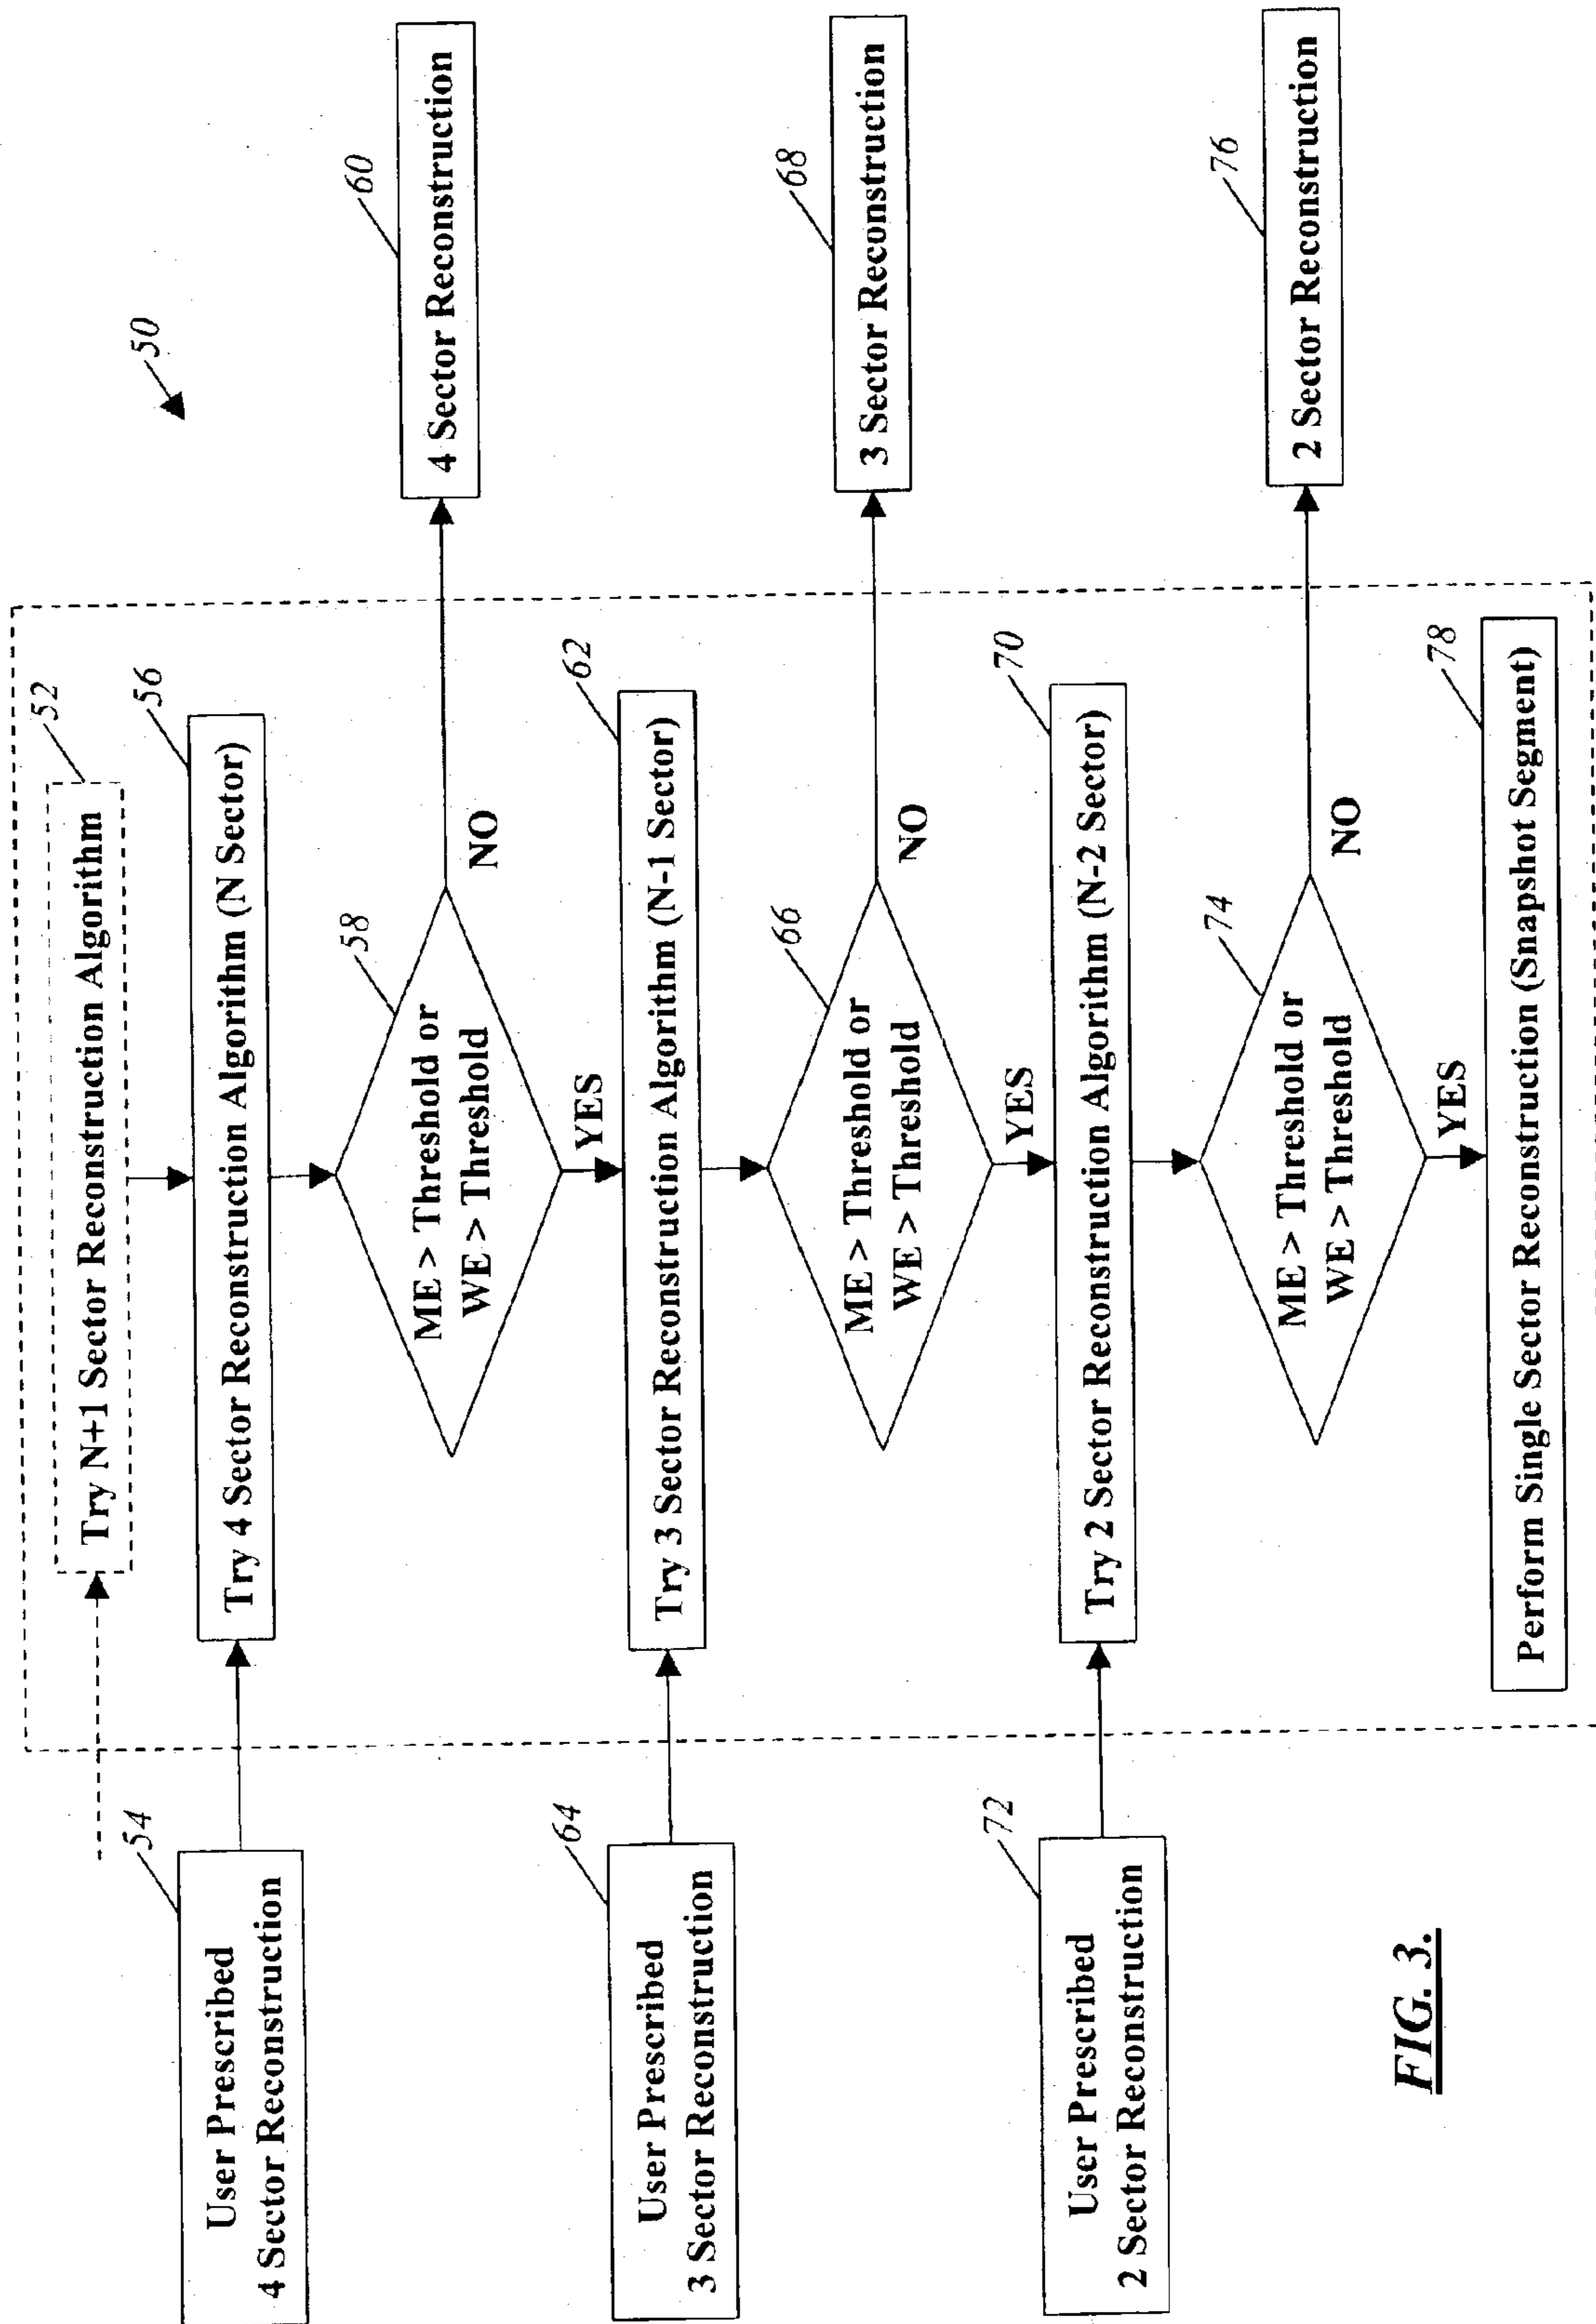 50
52
Try N+1 Sector Reconstruction Algorithm
54
User Prescribed
4 Sector Reconstruction
56
Try 4 Sector Reconstruction Algorithm (N Sector)
58
ME > Threshold or
WE > Threshold
NO
60
4 Sector Reconstruction
YES
62
Try 3 Sector Reconstruction Algorithm (N-1 Sector)
64
User Prescribed
3 Sector Reconstruction
66
ME > Threshold or
WE > Threshold
NO
68
3 Sector Reconstruction
YES
70
Try 2 Sector Reconstruction Algorithm (N-2 Sector)
72
User Prescribed
2 Sector Reconstruction
74
ME > Threshold or
WE > Threshold
NO
76
2 Sector Reconstruction
YES
78
Perform Single Sector Reconstruction (Snapshot Segment)
FIG. 3.